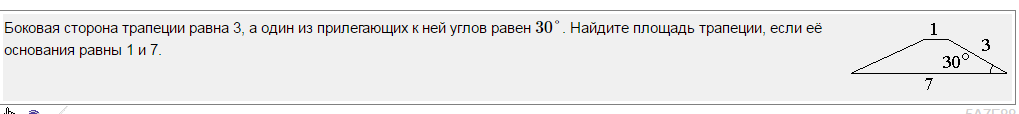 Боковая сторона трапеции равна 3, а один из прилегающих к ней углов равен 30°. Найдите площадь трапеции, если её
основания равны 1 и 7.
1
3
30°
7